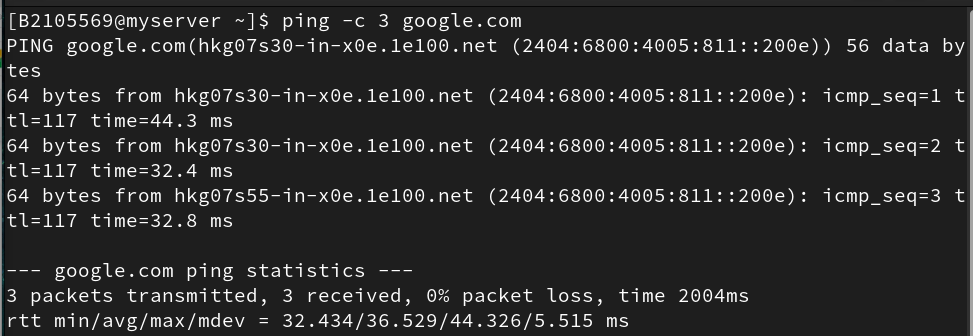 [B2105569@myserver ~]$ ping -c 3 google.com
PING google.com(hkg07s30-in-x0e.1e100.net (2404:6800:4005:811::200e)) 56 data by
tes
64 bytes from hkg07s30-in-x0e.1e100.net (2404:6800:4005:811::200e): icmp_seq=1 t
tl=117 time=44.3 ms
64 bytes from hkg07s30-in-x0e.1e100.net (2404:6800:4005:811::200e): icmp_seq=2 t
tl=117 time=32.4 ms
64 bytes from hkg07s55-in-x0e.1e100.net (2404:6800:4005:811::200e): icmp_seq=3 t
tl=117 time=32.8 ms
--- google.com ping statistics ---
3 packets transmitted, 3 received, 0% packet loss, time 2004ms
rtt min/avg/max/mdev = 32.434/36.529/44.326/5.515 ms